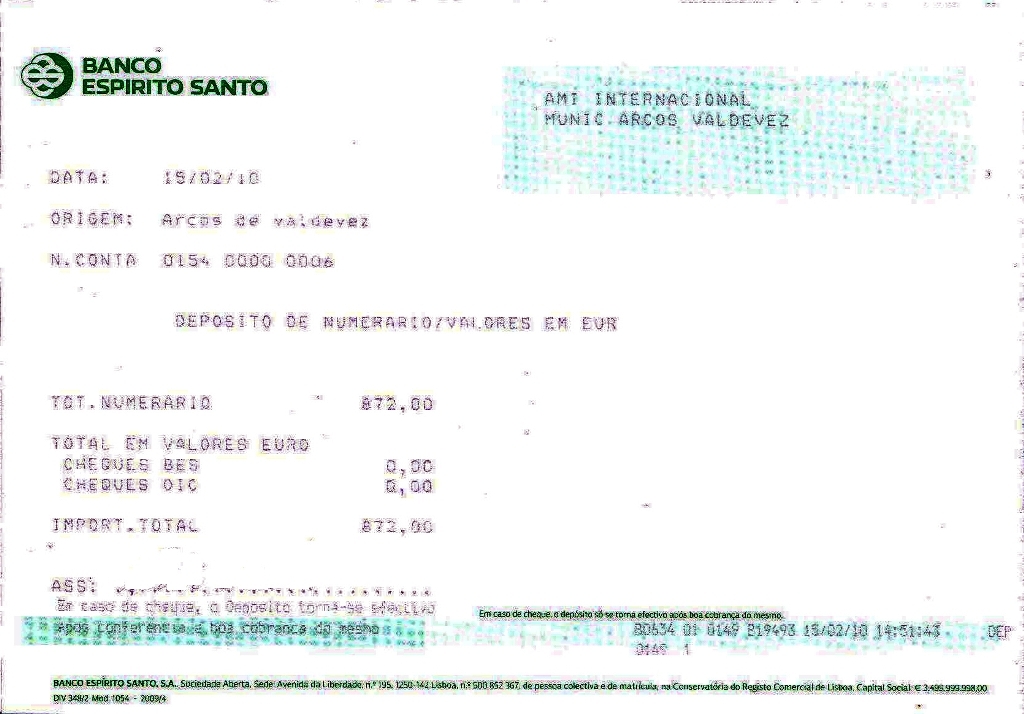 BANCO
ESPIRITO SANTO
AMI INTERNACIONAL
MUNIC.ARCOS VALDEVEZ
DATA: 15/02/10
ORIGEM: Arcos de valdevez
N.CONTA 0154 0000 0006
DEPOSITO DE NUMERARIO/VALORES EM EUR
TOT.NUMERARIO 872,00
TOTAL EM VALORES EURO
CHEQUES BES 0,00
CHEQUES OIC 0,00
IMPORT.TOTAL 872,00
ASS:
Em caso de cheque, o Deposito torna-se efectivo
Apos conferencia e boa cobranca do mesmo
Em caso de cheque, o depósito só se torna efectivo após boa cobrança do mesmo.
80634 01 0149 819493 15/02/10 14:51:43 DEP
0149 1
BANCO ESPÍRITO SANTO, S.A., Sociedade Aberta, Sede: Avenida da Liberdade, n.º 195, 1250-142 Lisboa, n.º 500 852 367, de pessoa colectiva e de matrícula, na Conservatória do Registo Comercial de Lisboa. Capital Social: € 3.499.999.998,00
DIV 348/2 Mod. 1054 - 2009/4